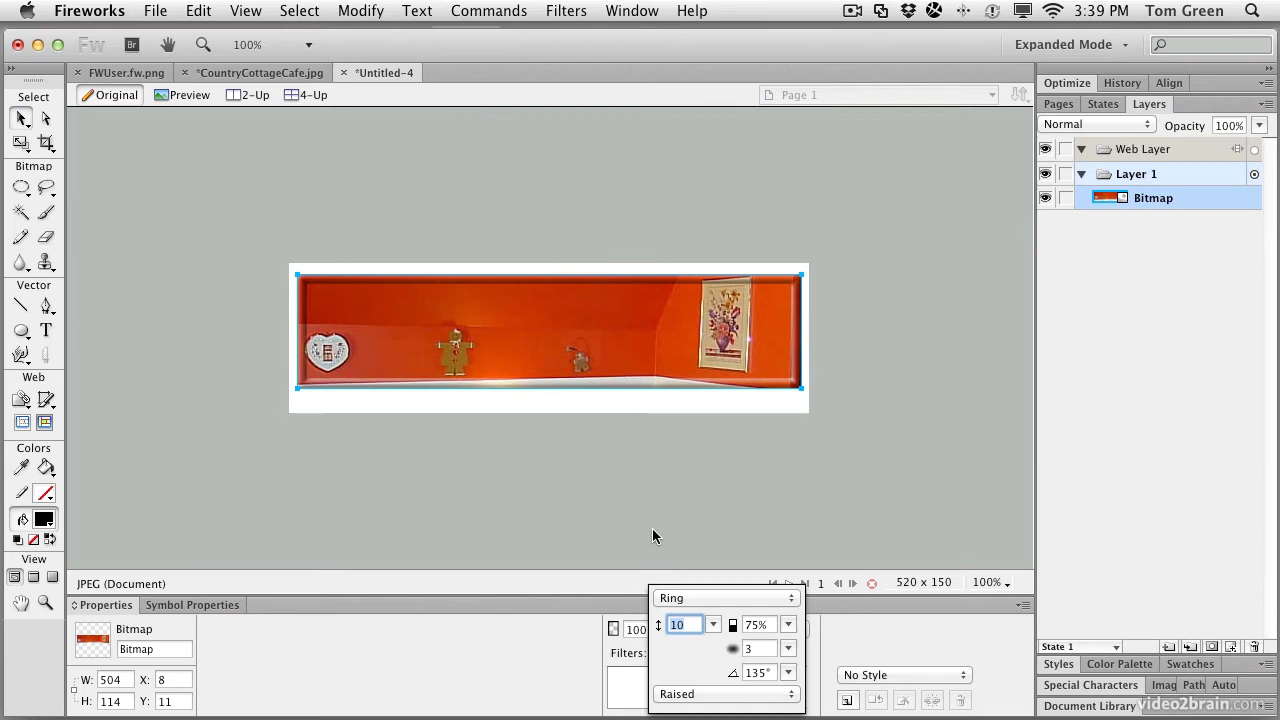 Fireworks File Edit View Select Modify Text Commands Filters Window Help 3:39 PM Tom Green
Fw Br 100% Expanded Mode
FWUser.fw.png *CountryCottageCafe.jpg *Untitled-4
Original Preview 2-Up 4-Up Page 1
Optimize History Align
Pages States Layers
Normal Opacity 100%
Web Layer
Layer 1
Bitmap
Select
Bitmap
Vector
Web
Colors
View
JPEG (Document) 1 520 x 150 100%
Properties Symbol Properties
Bitmap
Bitmap
W: 504 X: 8
H: 114 Y: 11
100
Filters:
Ring
10 75%
3
135°
Raised
No Style
State 1
Styles Color Palette Swatches
Special Characters Imag Path Auto
Document Library
video2brain.com